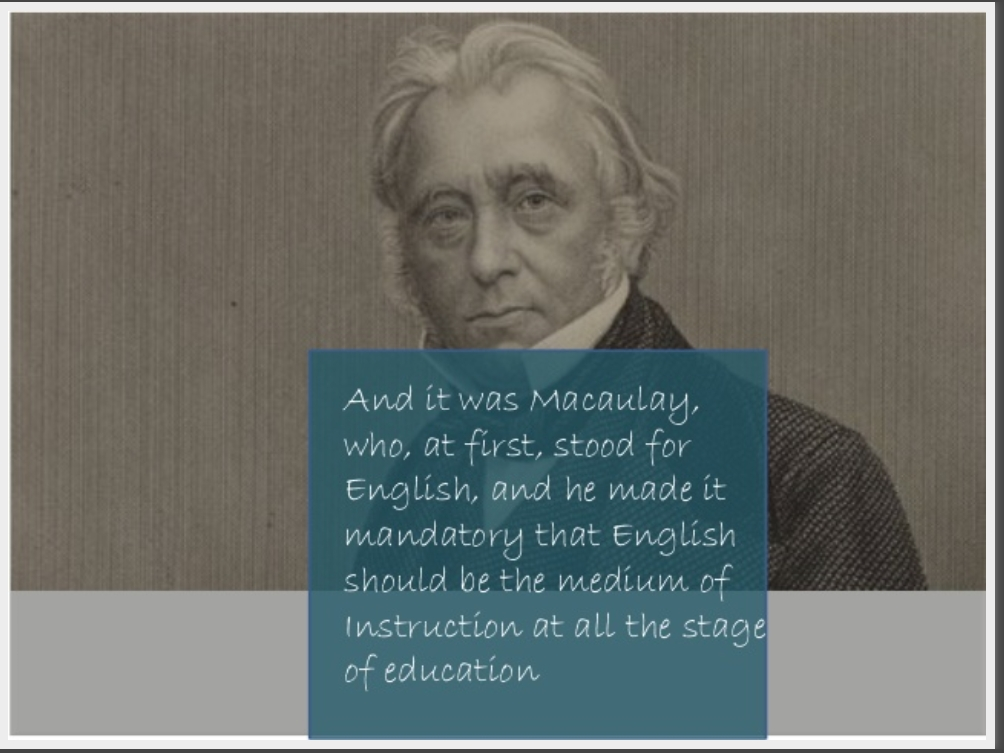 And it was Macaulay,
who, at first, stood for
English, and he made it
mandatory that English
should be the medium of
Instruction at all the stage
of education